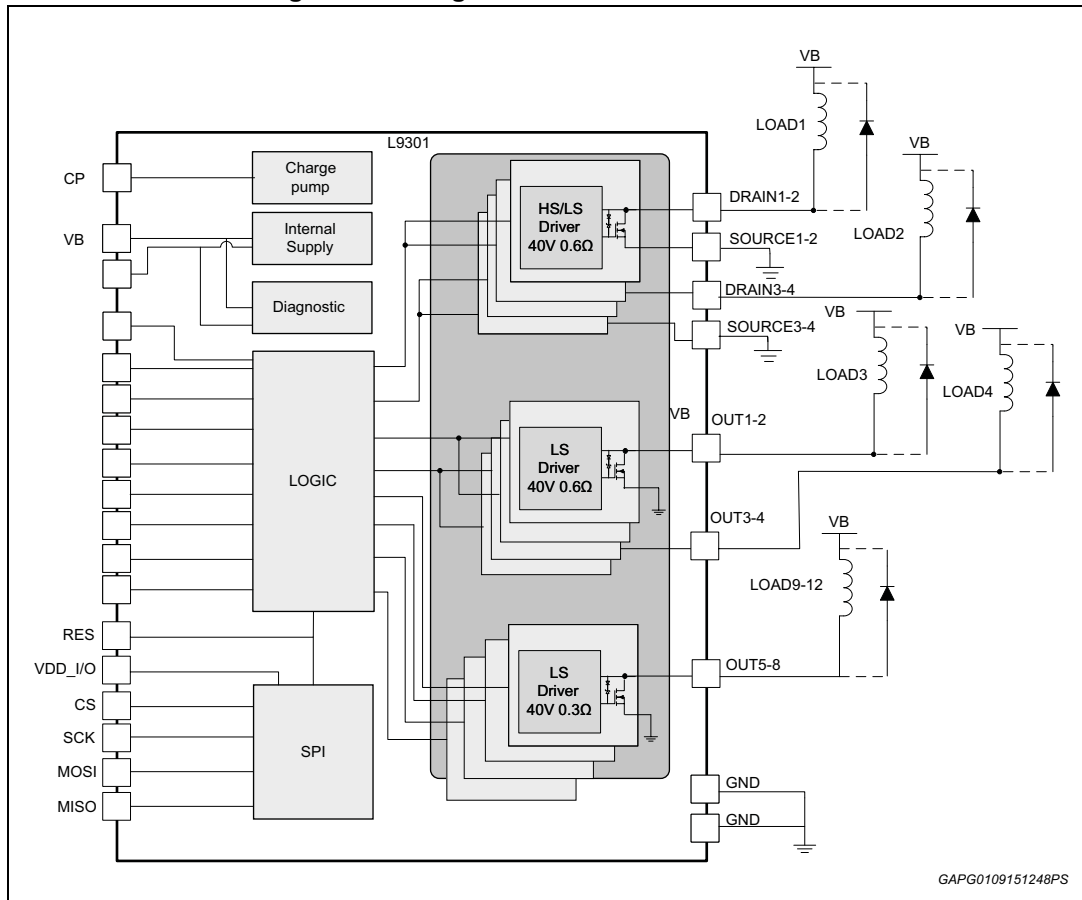 VB
LOAD1
L9301
VB
CP
Charge
pump
DRAIN1-2
HS/LS
Driver
40V 0.6Ω
LOAD2
VB
Internal
Supply
SOURCE1-2
DRAIN3-4
Diagnostic
SOURCE3-4
VB
VB
LOAD3
LOAD4
VB
OUT1-2
LS
Driver
40V 0.6Ω
LOGIC
OUT3-4
VB
LOAD9-12
RES
VDD_I/O
OUT5-8
LS
Driver
40V 0.3Ω
CS
SCK
SPI
MOSI
MISO
GND
GND
GAPG0109151248PS